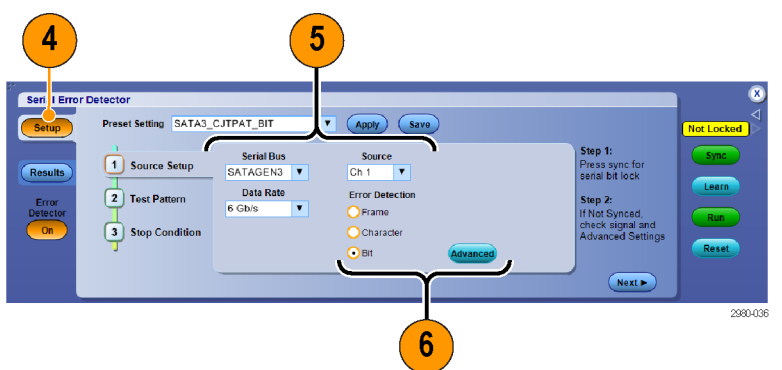 4
5
Serial Error Detector
X
Setup
Preset Setting SATA3_CJTPAT_BIT Apply Save
Not Locked
1 Source Setup
Serial Bus
SATAGEN3
Source
Ch 1
Step 1:
Press sync for
serial bit lock
Sync
Results
2 Test Pattern
Data Rate
6 Gb/s
Error Detection
Frame
Step 2:
If Not Synced,
check signal and
Advanced Settings
Learn
Error
Detector
On
3 Stop Condition
Character
Run
Bit
Advanced
Reset
Next
2980-036
6